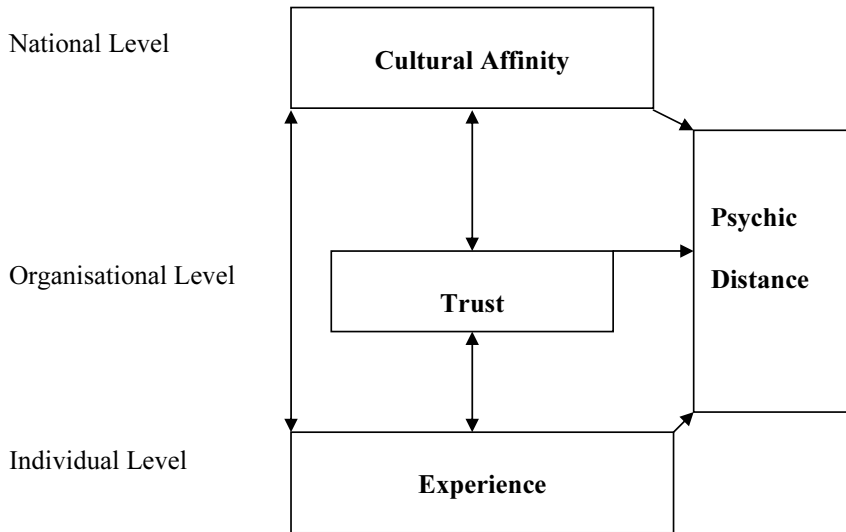 National Level
Cultural Affinity
Psychic
Distance
Organisational Level
Trust
Individual Level
Experience